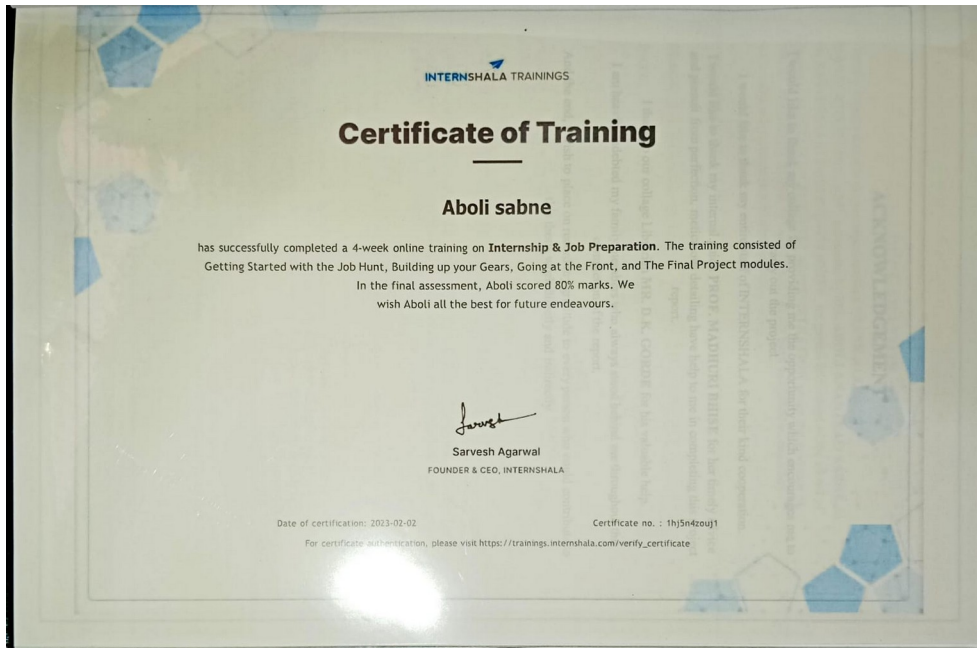 INTERNSHALA TRAININGS
Certificate of Training
Aboli sabne
has successfully completed a 4-week online training on Internship & Job Preparation. The training consisted of
Getting Started with the Job Hunt, Building up your Gears, Going at the Front, and The Final Project modules.
In the final assessment, Aboli scored 80% marks. We
wish Aboli all the best for future endeavours.
Sarvesh
Sarvesh Agarwal
FOUNDER & CEO, INTERNSHALA
Date of certification: 2023-02-02
Certificate no. : 1hj5n4zouj1
For certificate authentication, please visit https://trainings.internshala.com/verify_certificate
ACKNOWLEDGEMENT